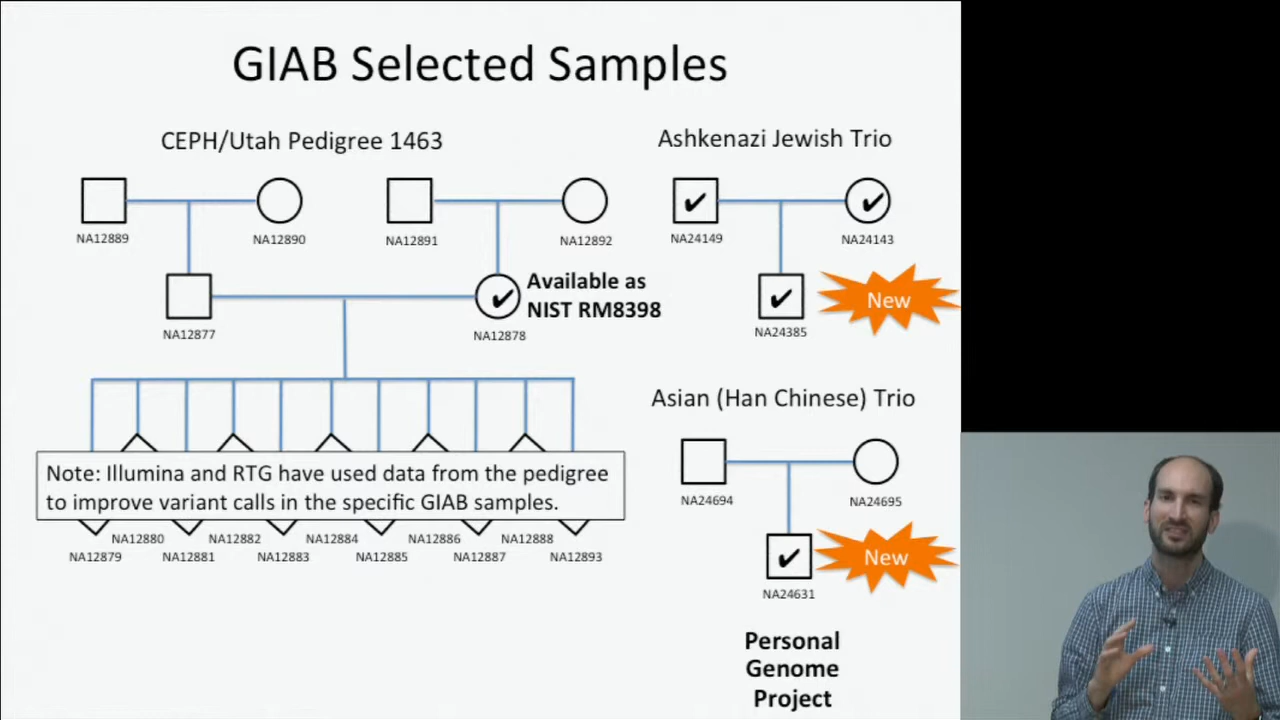 GIAB Selected Samples
CEPH/Utah Pedigree 1463
NA12889
NA12890
NA12891
NA12892
Available as
NIST RM8398
NA12877
NA12878
Note: Illumina and RTG have used data from the pedigree
to improve variant calls in the specific GIAB samples.
NA12880
NA12882
NA12884
NA12886
NA12888
NA12879
NA12881
NA12883
NA12885
NA12887
NA12893
Ashkenazi Jewish Trio
NA24149
NA24143
New
NA24385
Asian (Han Chinese) Trio
NA24694
NA24695
New
NA24631
Personal
Genome
Project